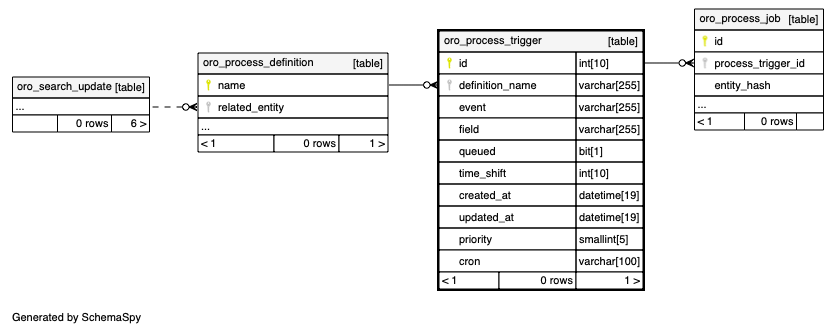 oro_search_update [table]
...
0 rows 6 >
oro_process_definition [table]
name
related_entity
...
< 1 0 rows 1 >
oro_process_trigger [table]
id int[10]
definition_name varchar[255]
event varchar[255]
field varchar[255]
queued bit[1]
time_shift int[10]
created_at datetime[19]
updated_at datetime[19]
priority smallint[5]
cron varchar[100]
< 1 0 rows 1 >
oro_process_job [table]
id
process_trigger_id
entity_hash
...
< 1 0 rows
Generated by SchemaSpy